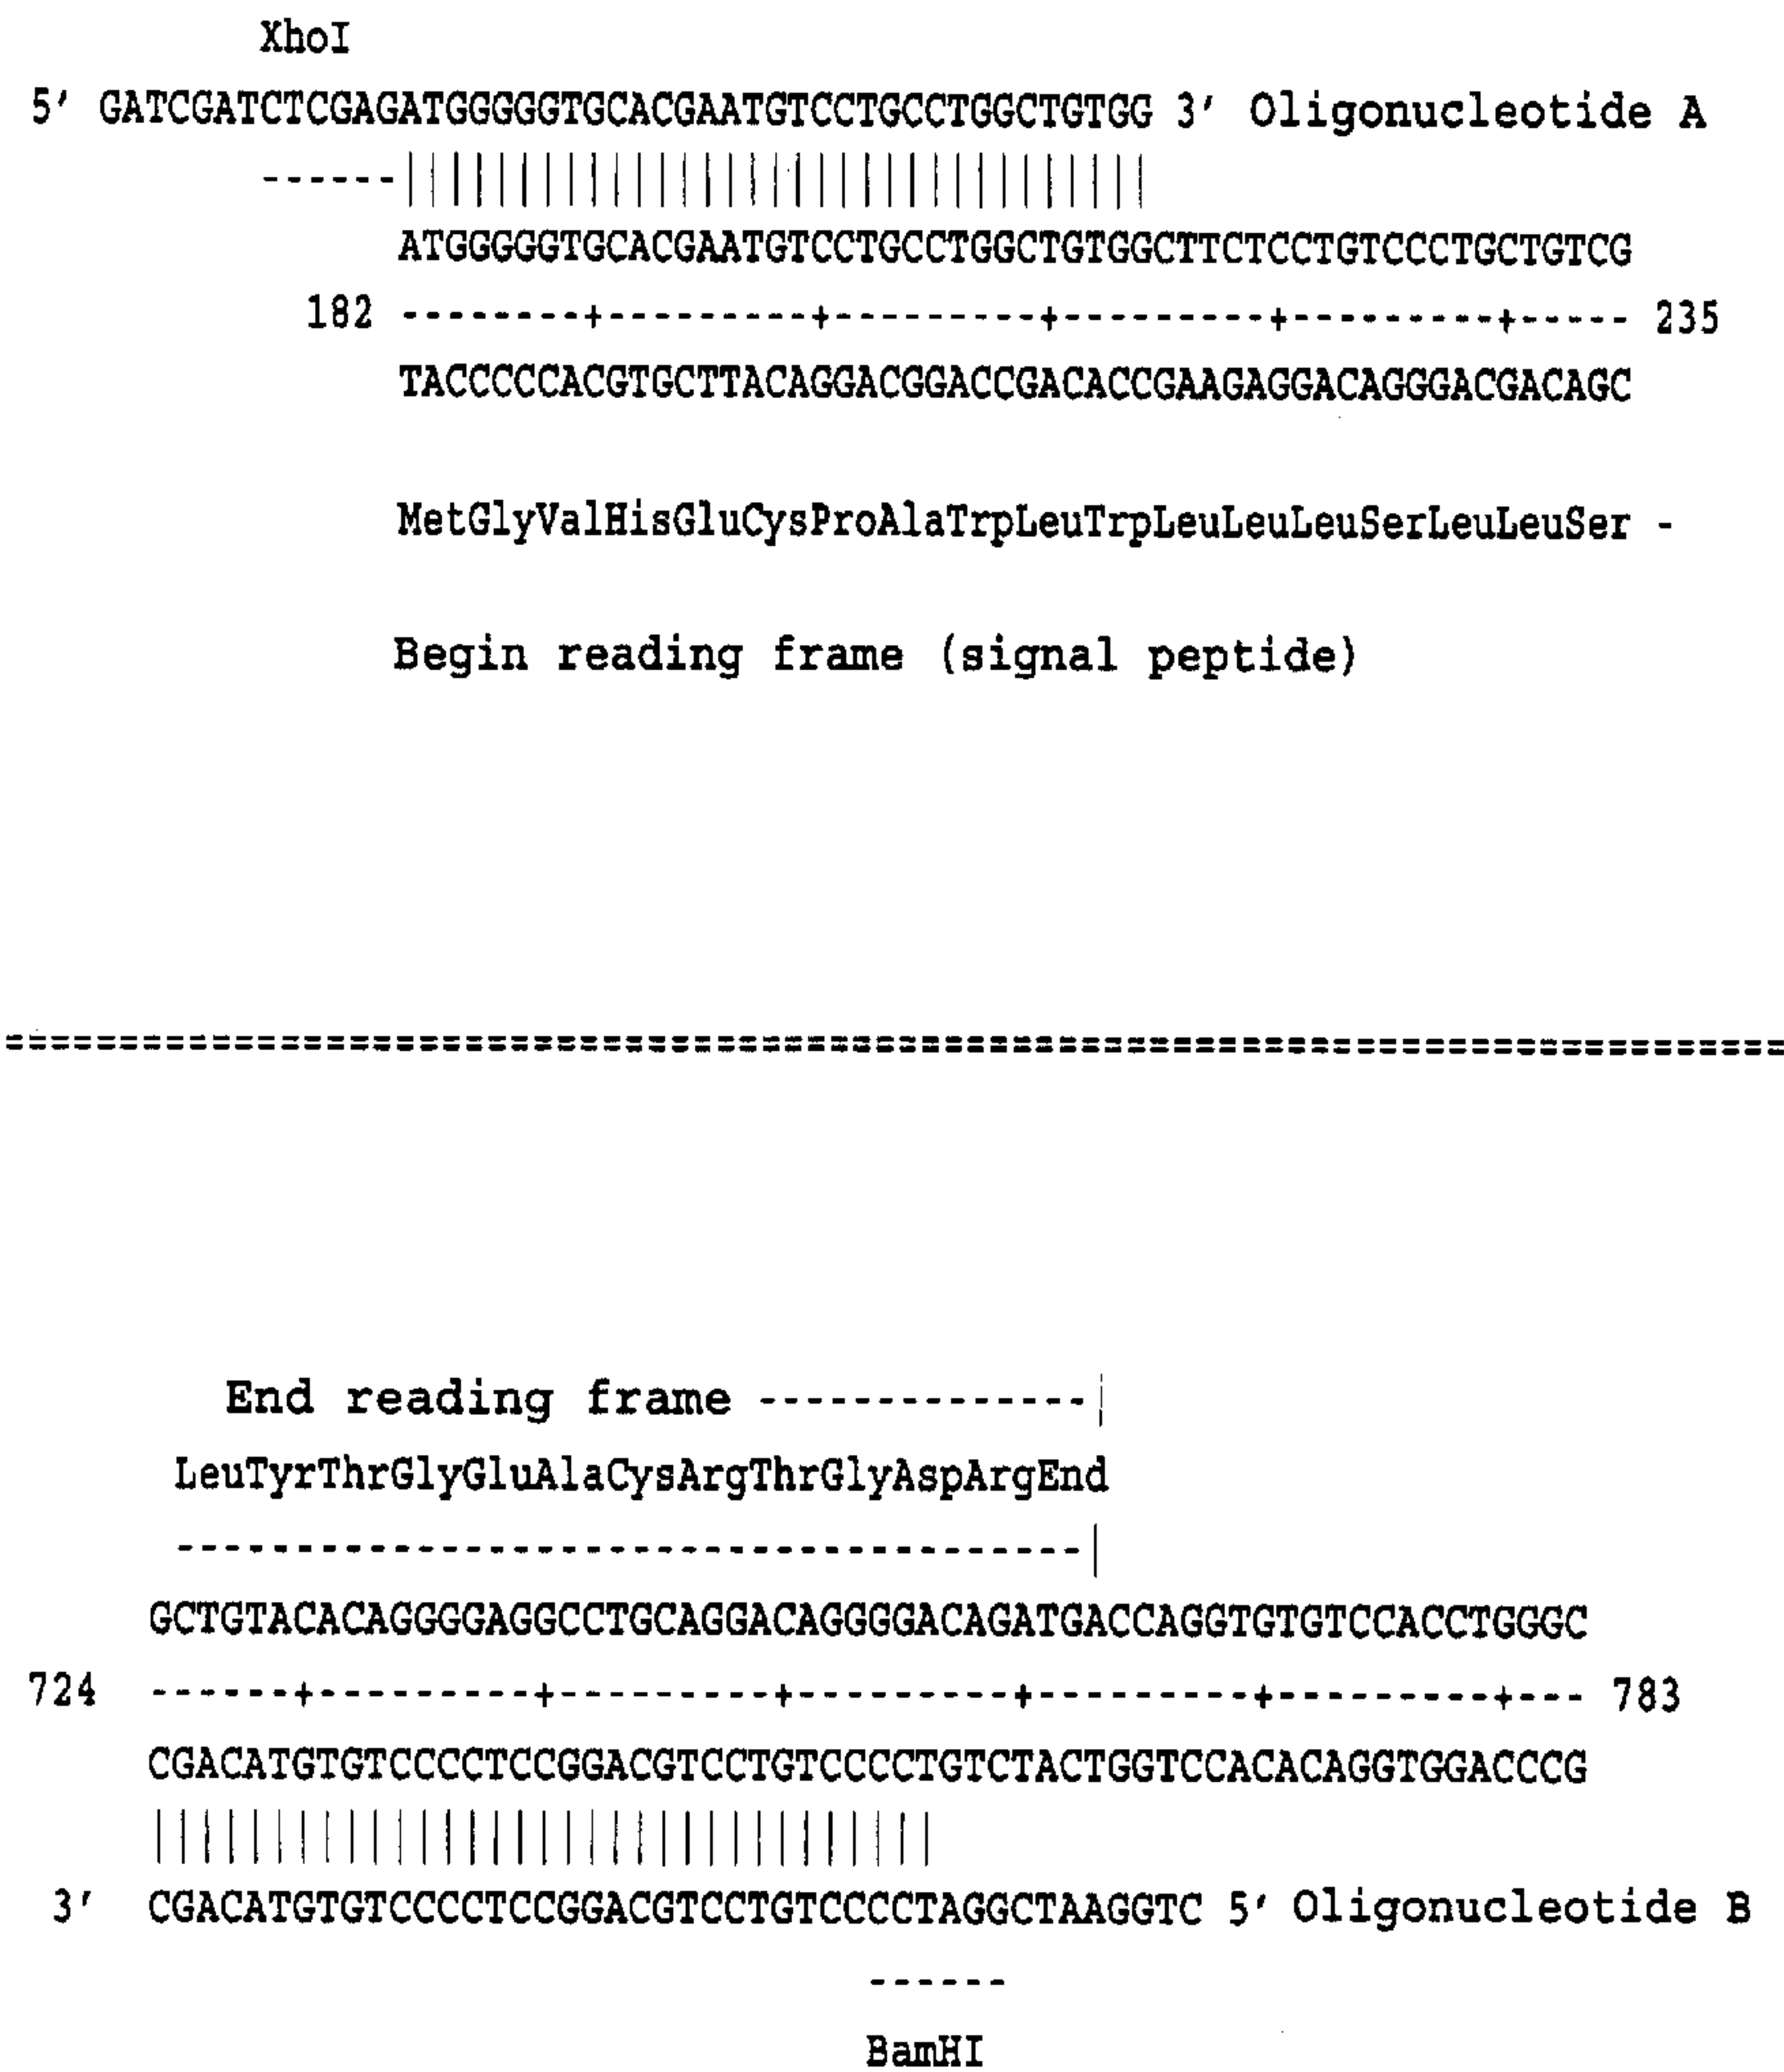 XhoI
5' GATCGATCTCGAGATGGGGGTGCACGAATGTCCTGCCTGGCTGTGG 3' Oligonucleotide A
------|||||||||||||||||||||||||||||||||
ATGGGGGTGCACGAATGTCCTGCCTGGCTGTGGCTTCTCCTGTCCCTGCTGTCG
182 --------+---------+---------+---------+---------+----- 235
TACCCCCACGTGCTTACAGGACGGACCGACACCGAAGAGGACAGGGACGACAGC
MetGlyValHisGluCysProAlaTrpLeuTrpLeuLeuLeuSerLeuLeuSer -
Begin reading frame (signal peptide)
==============================================================================
End reading frame --------------|
LeuTyrThrGlyGluAlaCysArgThrGlyAspArgEnd
--------------------------------------|
GCTGTACACAGGGGAGGCCTGCAGGACAGGGGACAGATGACCAGGTGTGTCCACCTGGGC
724 ------+---------+---------+---------+---------+---------+--- 783
CGACATGTGTCCCCTCCGGACGTCCTGTCCCCTGTCTACTGGTCCACACAGGTGGACCCG
|||||||||||||||||||||||||||||||||
3' CGACATGTGTCCCCTCCGGACGTCCTGTCCCCTAGGCTAAGGTC 5' Oligonucleotide B
------
BamHI